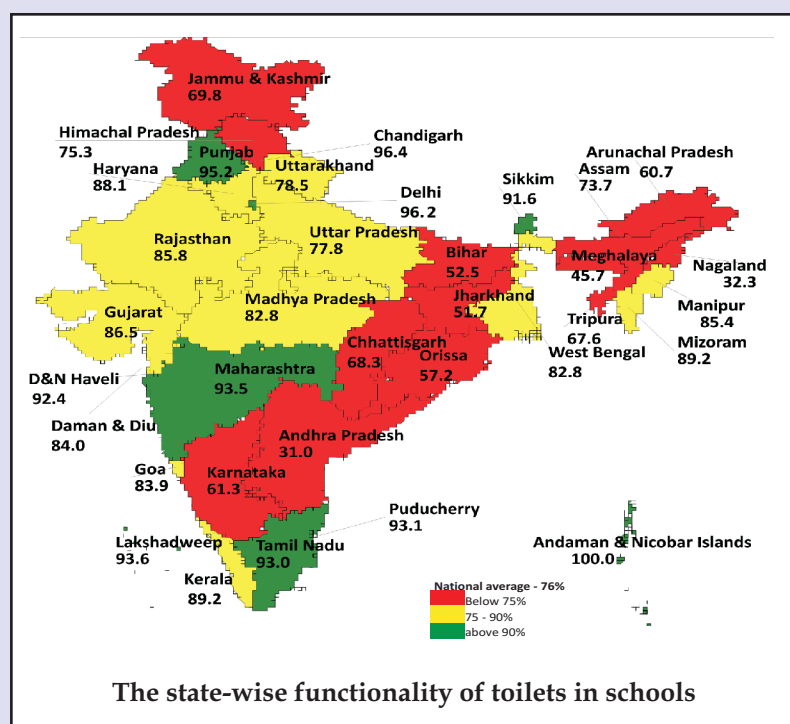 Jammu & Kashmir
69.8
Himachal Pradesh
75.3
Punjab
95.2
Chandigarh
96.4
Haryana
88.1
Uttarakhand
78.5
Delhi
96.2
Sikkim
91.6
Arunachal Pradesh
60.7
Assam
73.7
Rajasthan
85.8
Uttar Pradesh
77.8
Bihar
52.5
Meghalaya
45.7
Nagaland
32.3
Manipur
85.4
Gujarat
86.5
Madhya Pradesh
82.8
Jharkhand
51.7
Tripura
67.6
Mizoram
89.2
West Bengal
82.8
Chhattisgarh
68.3
Orissa
57.2
D&N Haveli
92.4
Maharashtra
93.5
Daman & Diu
84.0
Andhra Pradesh
31.0
Goa
83.9
Karnataka
61.3
Puducherry
93.1
Lakshadweep
93.6
Tamil Nadu
93.0
Kerala
89.2
Andaman & Nicobar Islands
100.0
National average - 76%
Below 75%
75 - 90%
above 90%
The state-wise functionality of toilets in schools